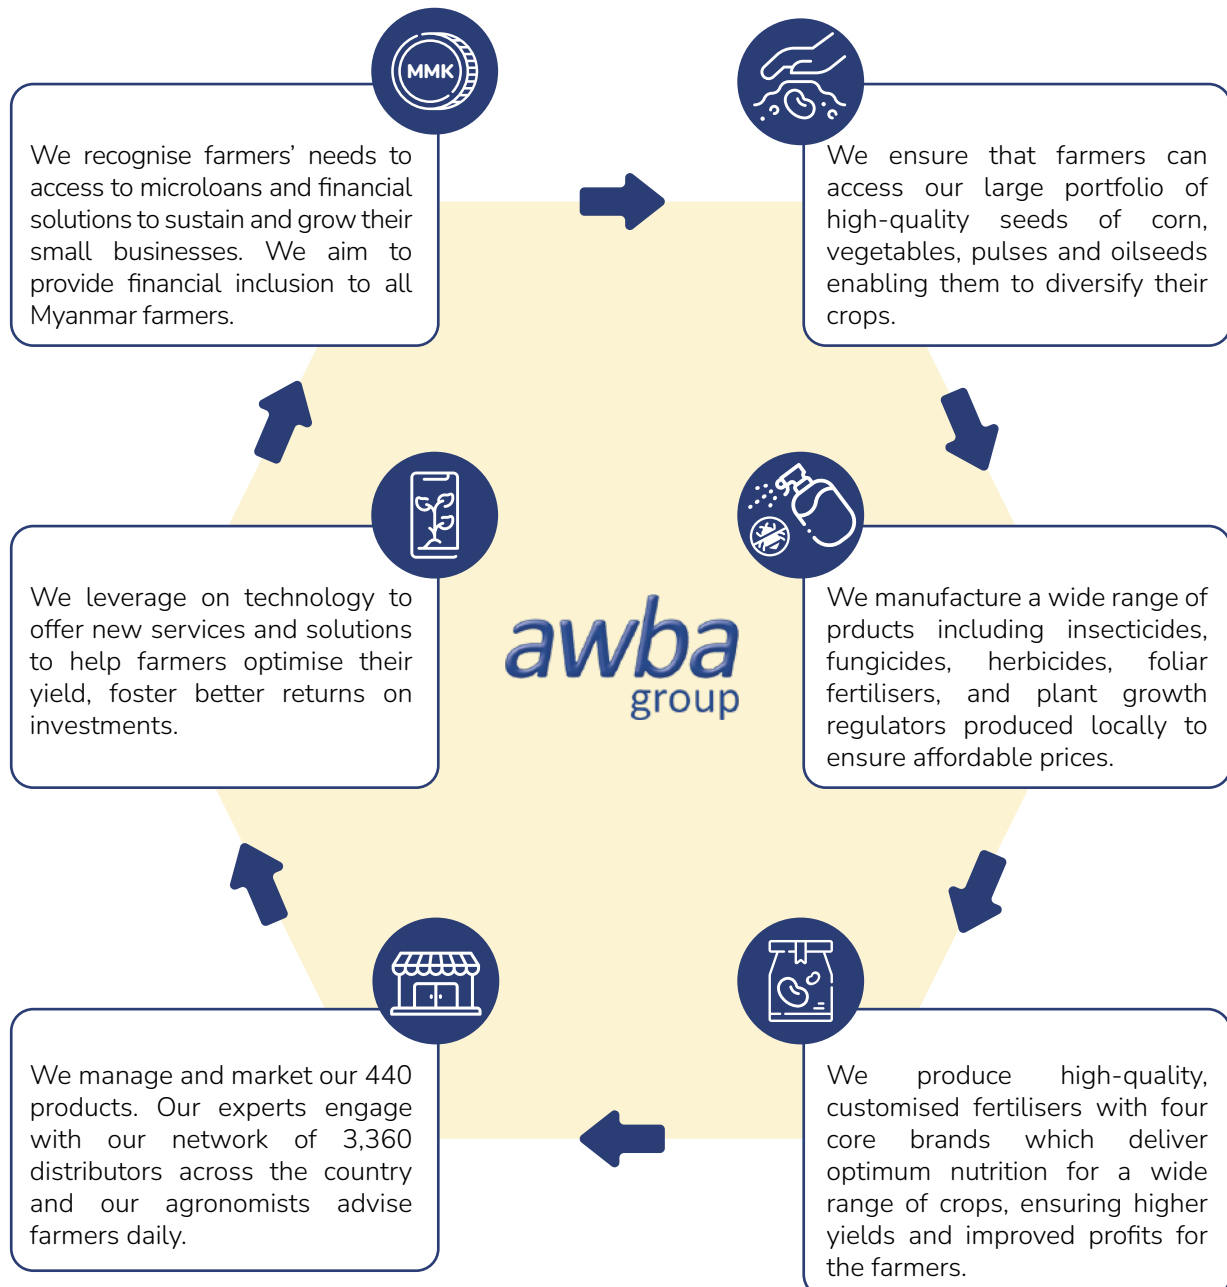 MMK
We recognise farmers’ needs to
access to microloans and financial
solutions to sustain and grow their
small businesses. We aim to
provide financial inclusion to all
Myanmar farmers.
We ensure that farmers can
access our large portfolio of
high-quality seeds of corn,
vegetables, pulses and oilseeds
enabling them to diversify their
crops.
We leverage on technology to
offer new services and solutions
to help farmers optimise their
yield, foster better returns on
investments.
awba
group
We manufacture a wide range of
prducts including insecticides,
fungicides, herbicides, foliar
fertilisers, and plant growth
regulators produced locally to
ensure affordable prices.
We manage and market our 440
products. Our experts engage
with our network of 3,360
distributors across the country
and our agronomists advise
farmers daily.
We produce high-quality,
customised fertilisers with four
core brands which deliver
optimum nutrition for a wide
range of crops, ensuring higher
yields and improved profits for
the farmers.